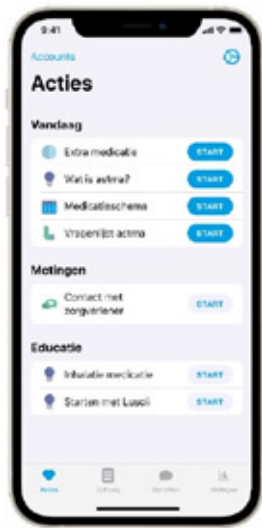 9:41
Accounts
Acties
Vandaag
Extra medicatie START
Wat is astma? START
Medicatieschema START
Vragenlijst astma START
Metingen
Contact met
zorgverlener
START
Educatie
Inhalatie medicatie START
Starten met Luscii START
Acties